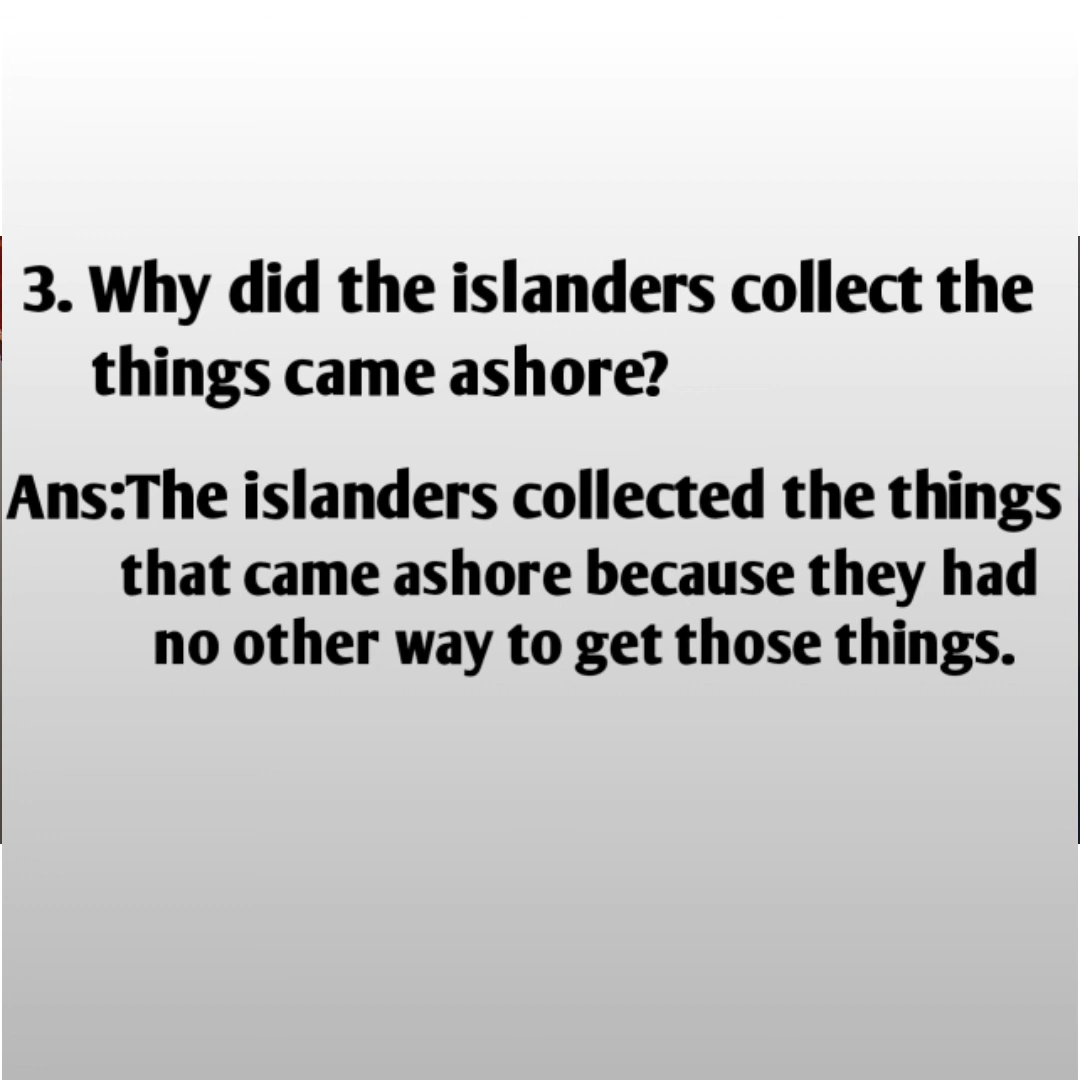 3. Why did the islanders collect the
things came ashore?
Ans:The islanders collected the things
that came ashore because they had
no other way to get those things.